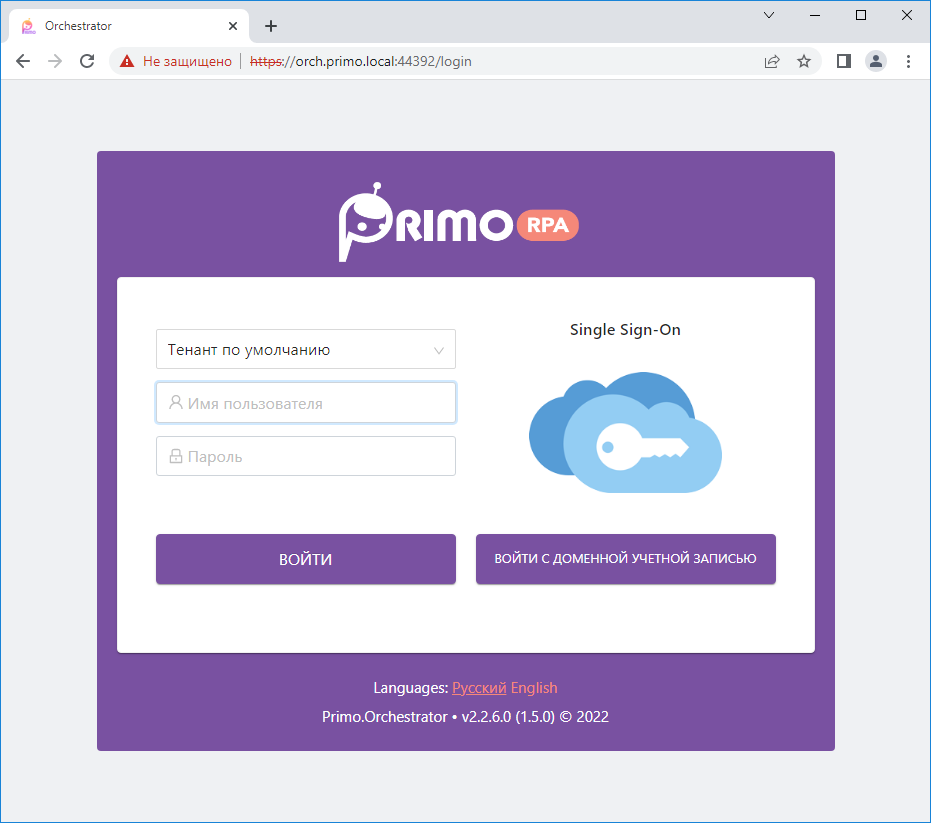 Orchestrator
Не защищено | https://orch.primo.local:44392/login
PRIMO RPA
Тенант по умолчанию
Имя пользователя
Пароль
ВОЙТИ
Single Sign-On
ВОЙТИ С ДОМЕННОЙ УЧЕТНОЙ ЗАПИСЬЮ
Languages: Русский English
Primo.Orchestrator • v2.2.6.0 (1.5.0) © 2022